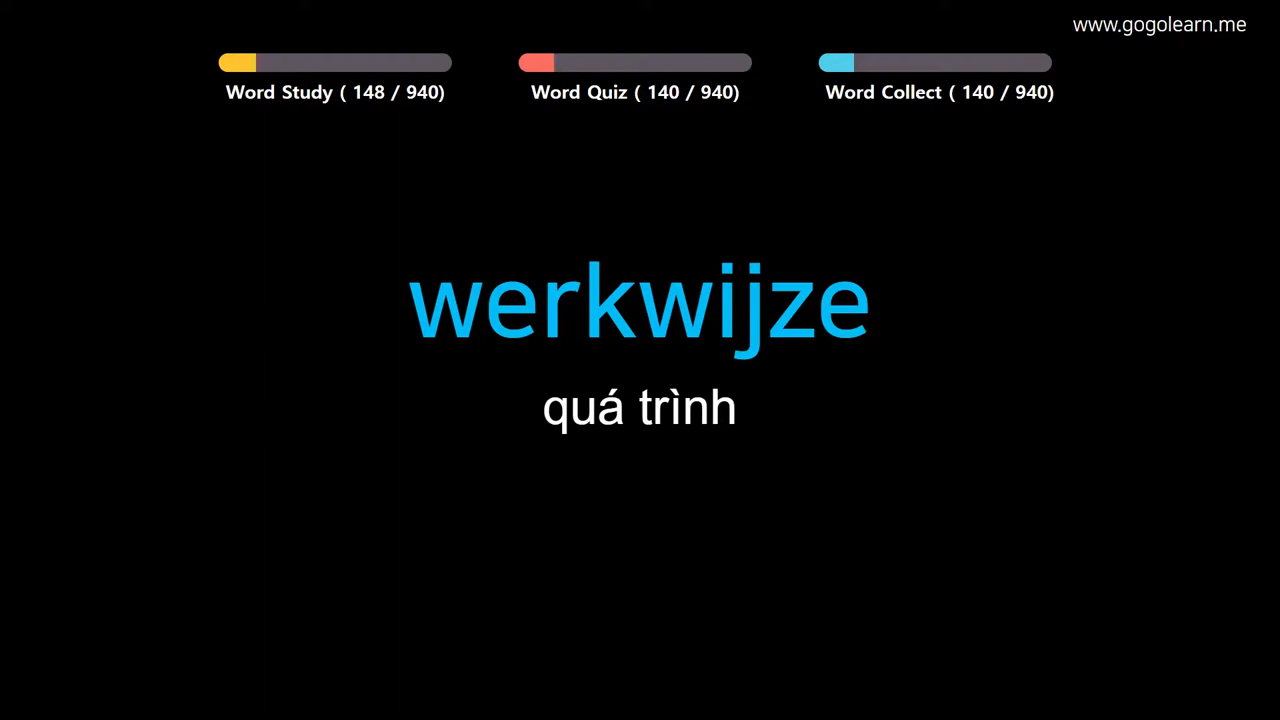 www.gogolearn.me
Word Study ( 148 / 940)
Word Quiz ( 140 / 940)
Word Collect ( 140 / 940)
werkwijze
quá trình